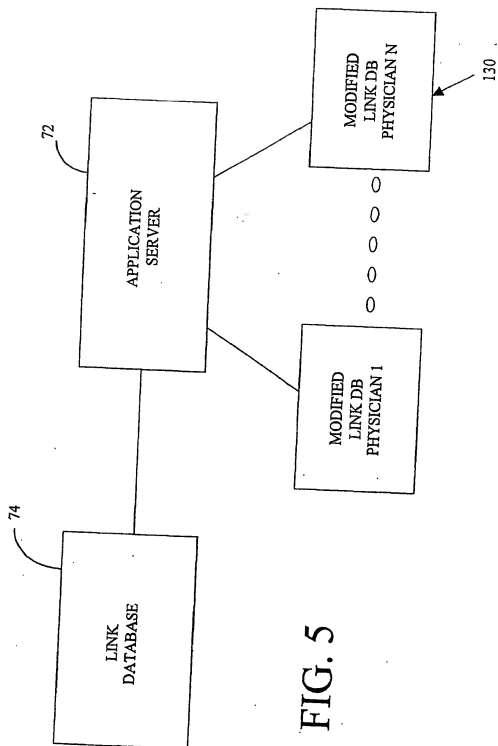 74
LINK
DATABASE
72
APPLICATION
SERVER
MODIFIED
LINK DB
PHYSICIAN 1
O O O O O
MODIFIED
LINK DB
PHYSICIAN N
130
FIG. 5